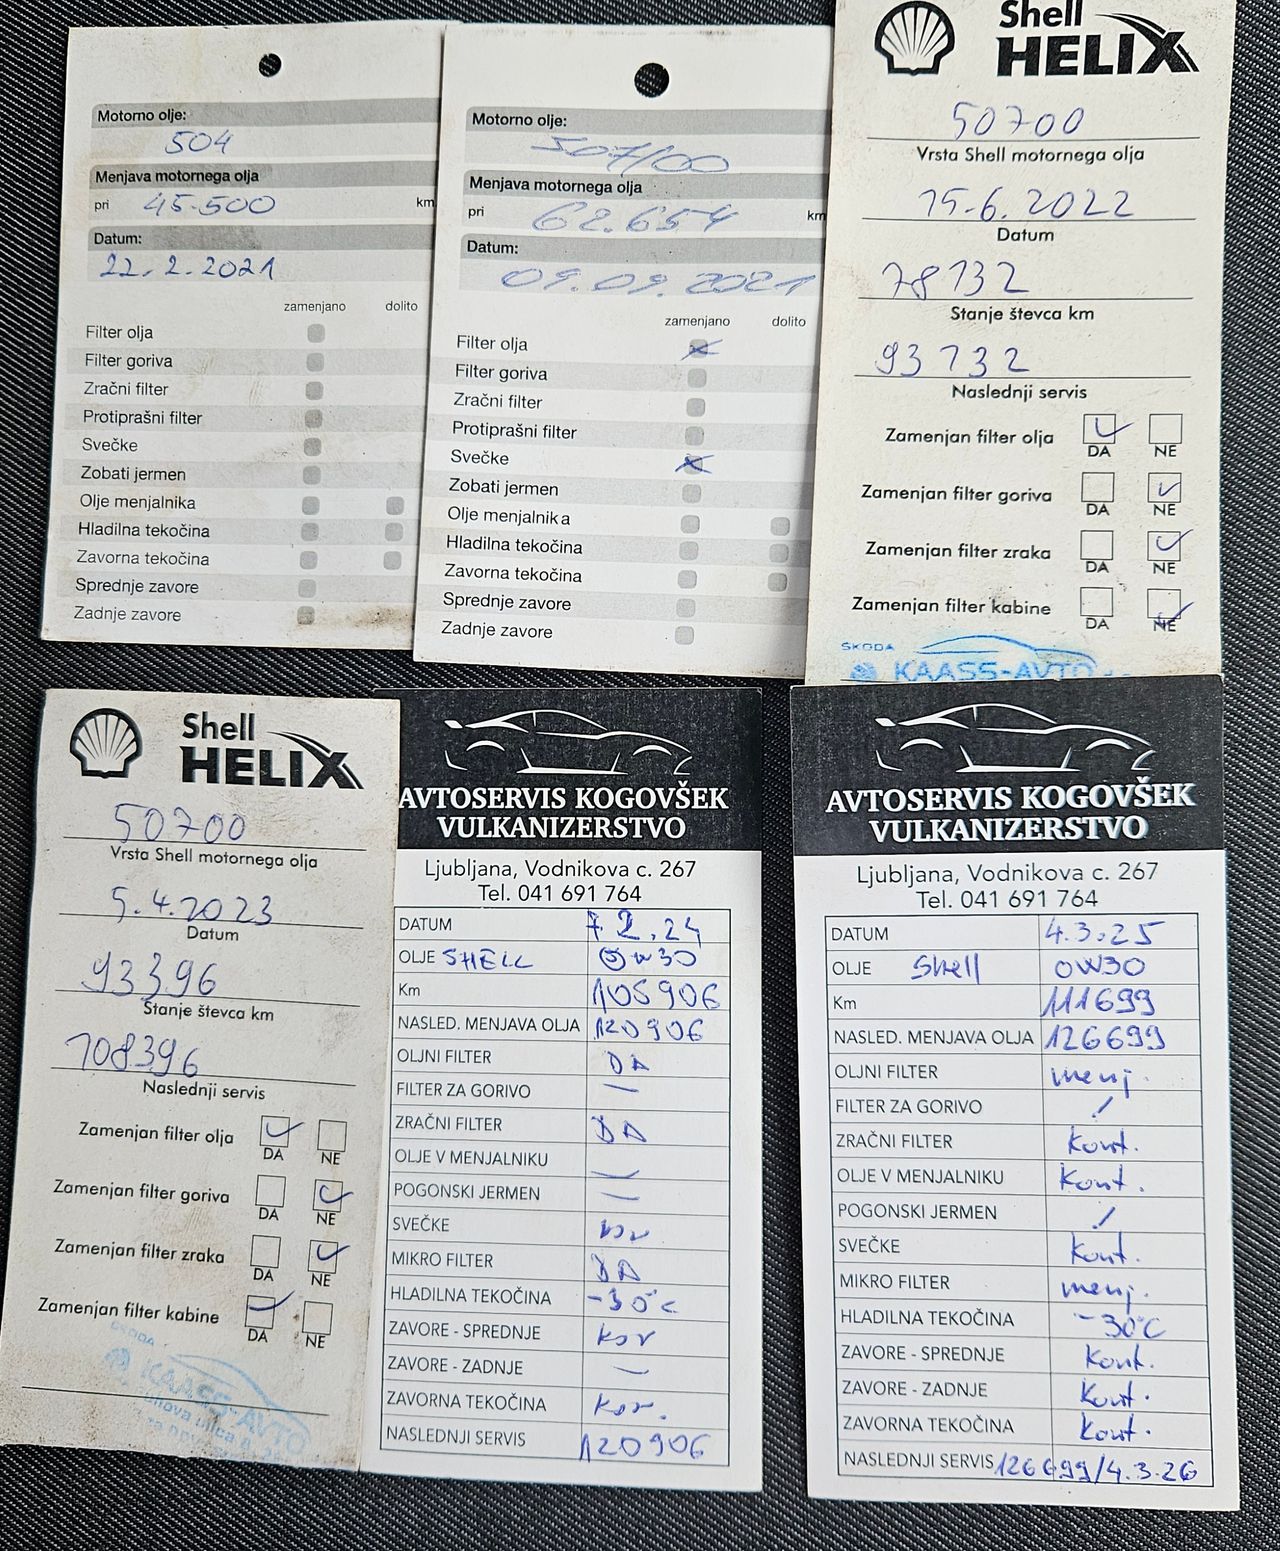 Motorno olje:
504
Menjava motornega olja
pri 45.500 km
Datum:
22.2.2021
zamenjano dolito
Filter olja
Filter goriva
Zračni filter
Protiprašni filter
Svečke
Zobati jermen
Olje menjalnika
Hladilna tekočina
Zavorna tekočina
Sprednje zavore
Zadnje zavore
Motorno olje:
507/00
Menjava motornega olja
pri 62.654 km
Datum:
09.09.2021
zamenjano dolito
Filter olja
Filter goriva
Zračni filter
Protiprašni filter
Svečke
Zobati jermen
Olje menjalnika
Hladilna tekočina
Zavorna tekočina
Sprednje zavore
Zadnje zavore
Shell
HELIX
50700
Vrsta Shell motornega olja
15.6.2022
Datum
78732
Stanje števca km
93732
Naslednji servis
Zamenjan filter olja DA NE
Zamenjan filter goriva DA NE
Zamenjan filter zraka DA NE
Zamenjan filter kabine DA NE
ŠKODA
KAASS-AVTO
Shell
HELIX
50700
Vrsta Shell motornega olja
5.4.2023
Datum
93396
Stanje števca km
108396
Naslednji servis
Zamenjan filter olja DA NE
Zamenjan filter goriva DA NE
Zamenjan filter zraka DA NE
Zamenjan filter kabine DA NE
ŠKODA
KAASS-AVTO
AVTOSERVIS KOGOVŠEK
VULKANIZERSTVO
Ljubljana, Vodnikova c. 267
Tel. 041 691 764
DATUM 7.2.24
OLJE SHELL 0W30
Km 105906
NASLED. MENJAVA OLJA 120906
OLJNI FILTER DA
FILTER ZA GORIVO –
ZRAČNI FILTER DA
OLJE V MENJALNIKU –
POGONSKI JERMEN –
SVEČKE
MIKRO FILTER DA
HLADILNA TEKOČINA -30°C
ZAVORE - SPREDNJE
ZAVORE - ZADNJE –
ZAVORNA TEKOČINA
NASLEDNJI SERVIS 120906
AVTOSERVIS KOGOVŠEK
VULKANIZERSTVO
Ljubljana, Vodnikova c. 267
Tel. 041 691 764
DATUM 4.3.25
OLJE Shell 0W30
Km 111699
NASLED. MENJAVA OLJA 126699
OLJNI FILTER menj.
FILTER ZA GORIVO /
ZRAČNI FILTER Kont.
OLJE V MENJALNIKU Kont.
POGONSKI JERMEN /
SVEČKE Kont.
MIKRO FILTER menj.
HLADILNA TEKOČINA -30°C
ZAVORE - SPREDNJE Kont.
ZAVORE - ZADNJE Kont.
ZAVORNA TEKOČINA Kont.
NASLEDNJI SERVIS 126699/4.3.26